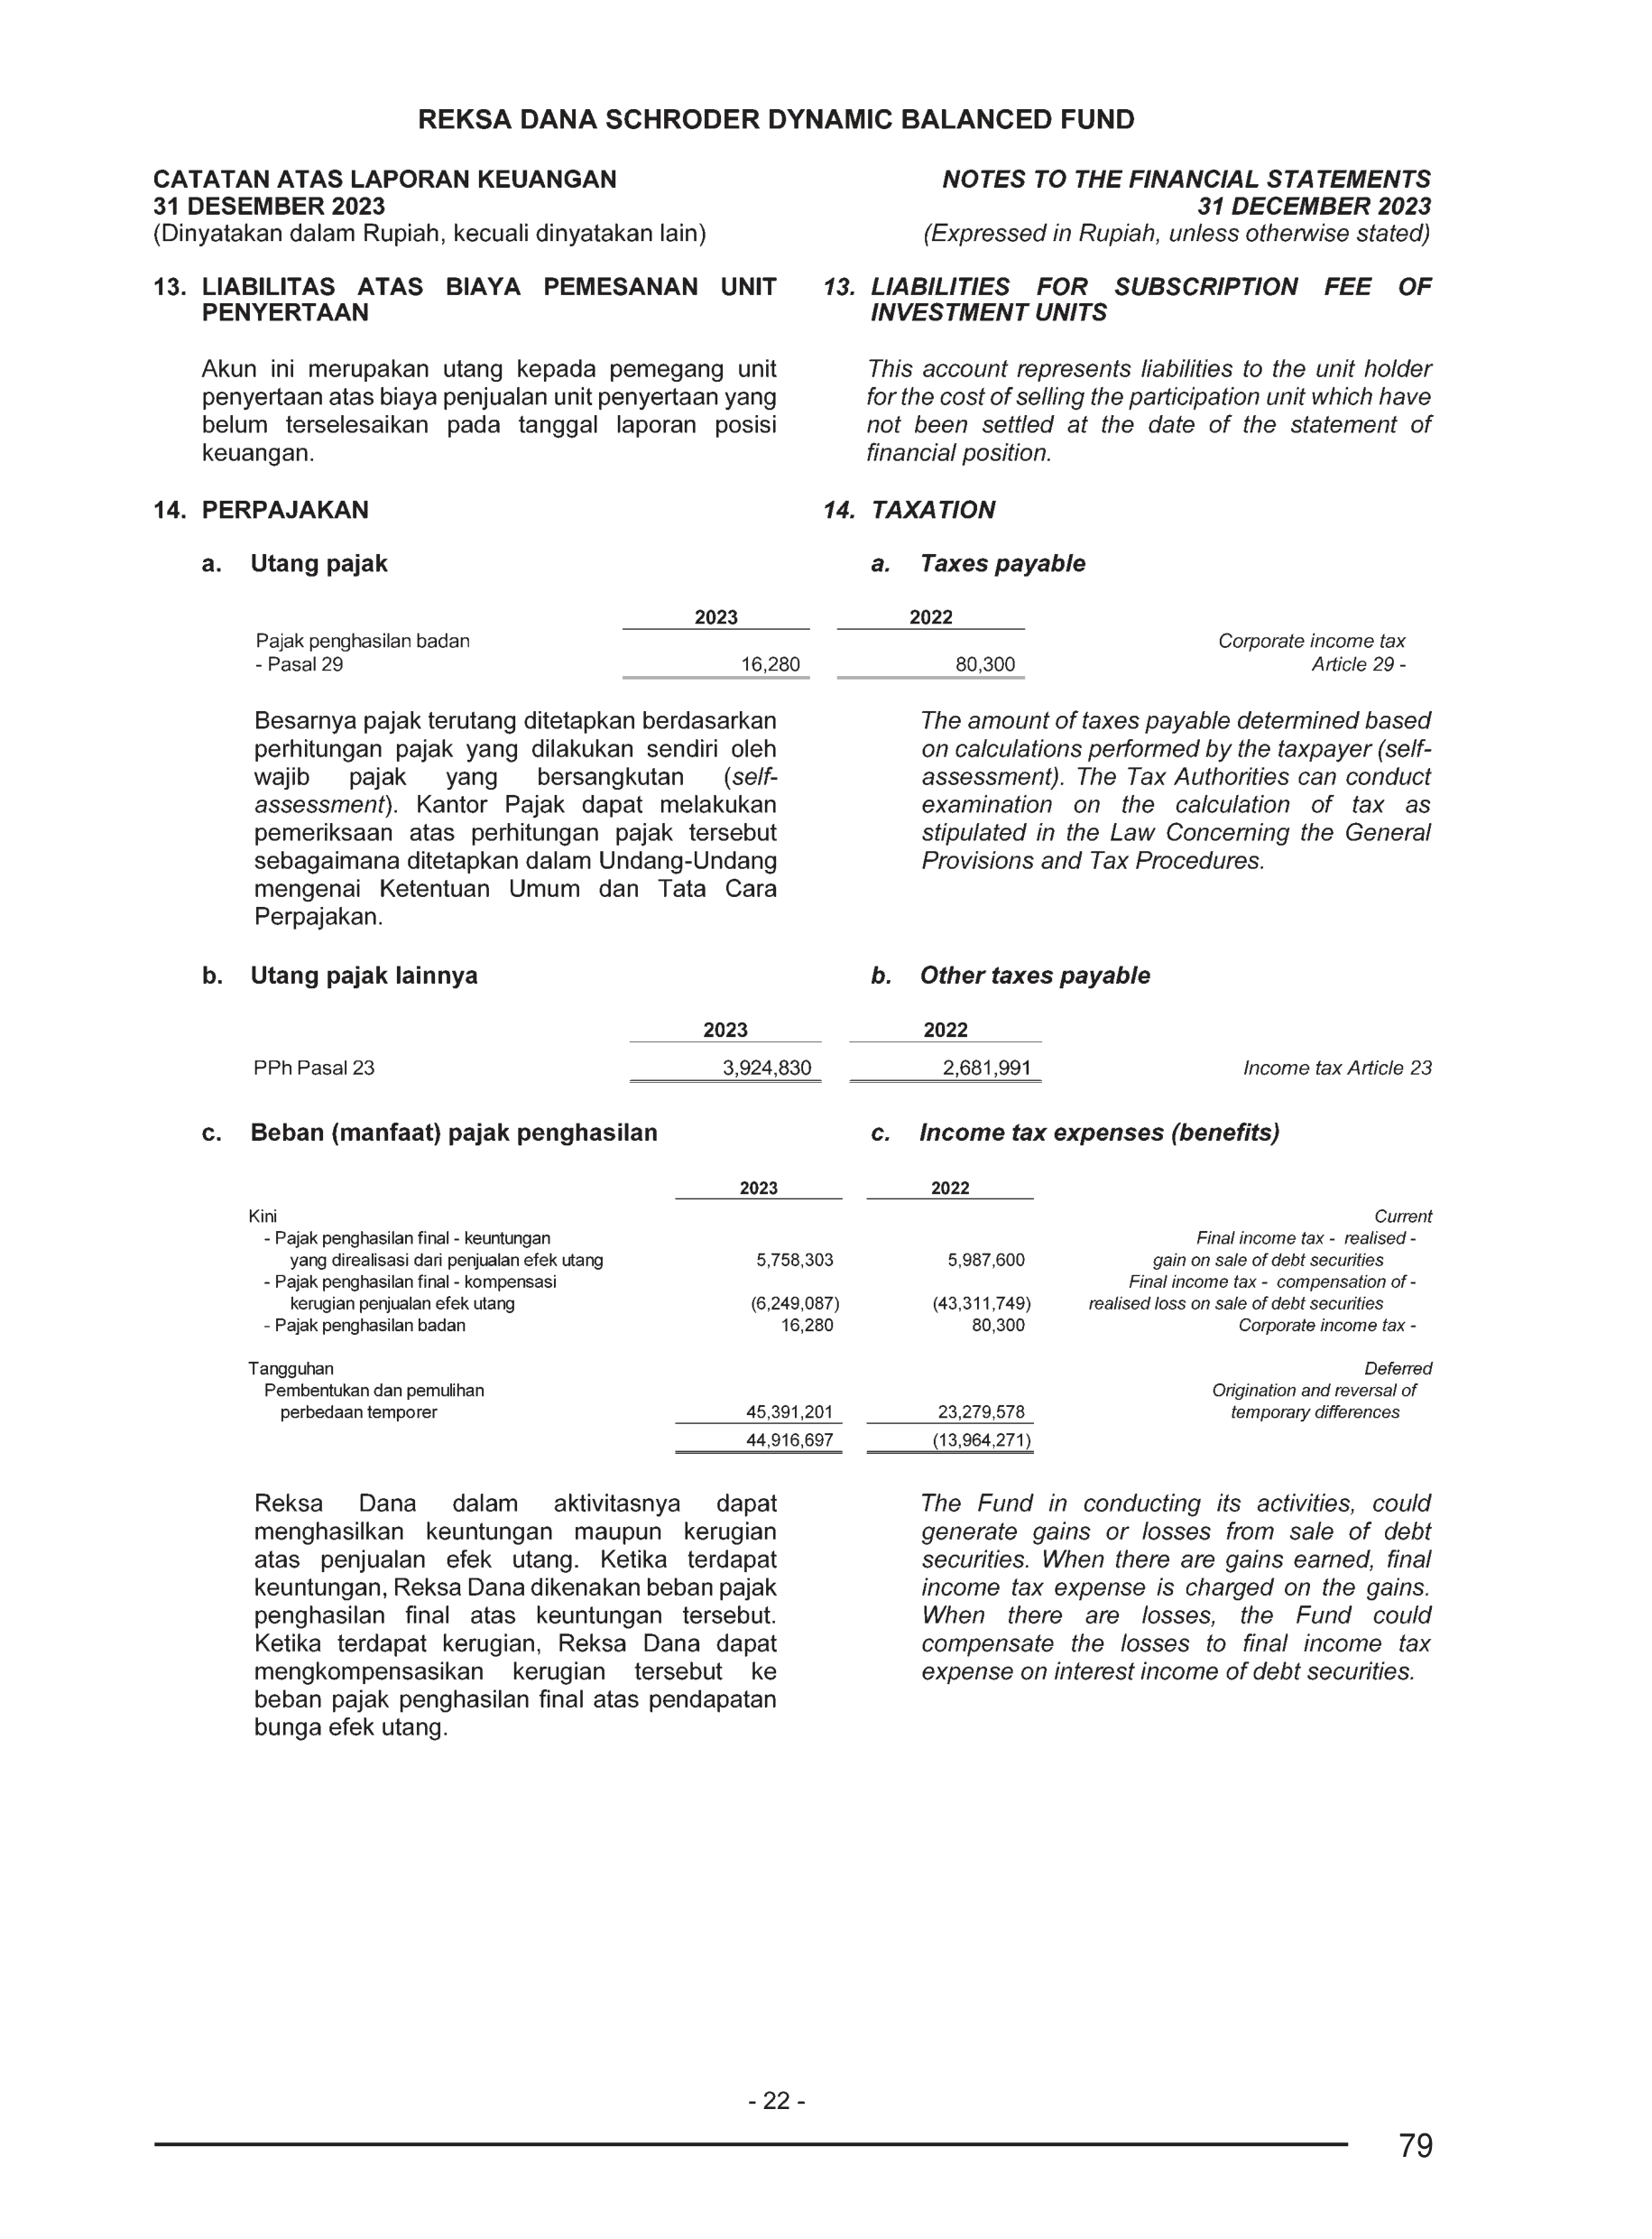 REKSA DANA SCHRODER DYNAMIC BALANCED FUND
CATATAN ATAS LAPORAN KEUANGAN
31 DESEMBER 2023
(Dinyatakan dalam Rupiah, kecuali dinyatakan lain)
NOTES TO THE FINANCIAL STATEMENTS
31 DECEMBER 2023
(Expressed in Rupiah, unless otherwise stated)
13. LIABILITAS ATAS BIAYA PEMESANAN UNIT
PENYERTAAN
13. LIABILITIES FOR SUBSCRIPTION FEE OF
INVESTMENT UNITS
Akun ini merupakan utang kepada pemegang unit
penyertaan atas biaya penjualan unit penyertaan yang
belum terselesaikan pada tanggal laporan posisi
keuangan.
This account represents liabilities to the unit holder
for the cost of selling the participation unit which have
not been settled at the date of the statement of
financial position.
14. PERPAJAKAN
14. TAXATION
a. Utang pajak
a. Taxes payable
2023 2022
Pajak penghasilan badan Corporate income tax
- Pasal 29 16,280 80,300 Article 29 -
Besarnya pajak terutang ditetapkan berdasarkan
perhitungan pajak yang dilakukan sendiri oleh
wajib pajak yang bersangkutan (self-
assessment). Kantor Pajak dapat melakukan
pemeriksaan atas perhitungan pajak tersebut
sebagaimana ditetapkan dalam Undang-Undang
mengenai Ketentuan Umum dan Tata Cara
Perpajakan.
The amount of taxes payable determined based
on calculations performed by the taxpayer (self-
assessment). The Tax Authorities can conduct
examination on the calculation of tax as
stipulated in the Law Concerning the General
Provisions and Tax Procedures.
b. Utang pajak lainnya
b. Other taxes payable
2023 2022
PPh Pasal 23 3,924,830 2,681,991 Income tax Article 23
c. Beban (manfaat) pajak penghasilan
c. Income tax expenses (benefits)
2023 2022
Kini Current
- Pajak penghasilan final - keuntungan Final income tax - realised -
yang direalisasi dari penjualan efek utang 5,758,303 5,987,600 gain on sale of debt securities
- Pajak penghasilan final - kompensasi Final income tax - compensation of -
kerugian penjualan efek utang (6,249,087) (43,311,749) realised loss on sale of debt securities
- Pajak penghasilan badan 16,280 80,300 Corporate income tax -
Tangguhan Deferred
Pembentukan dan pemulihan Origination and reversal of
perbedaan temporer 45,391,201 23,279,578 temporary differences
44,916,697 (13,964,271)
Reksa Dana dalam aktivitasnya dapat
menghasilkan keuntungan maupun kerugian
atas penjualan efek utang. Ketika terdapat
keuntungan, Reksa Dana dikenakan beban pajak
penghasilan final atas keuntungan tersebut.
Ketika terdapat kerugian, Reksa Dana dapat
mengkompensasikan kerugian tersebut ke
beban pajak penghasilan final atas pendapatan
bunga efek utang.
The Fund in conducting its activities, could
generate gains or losses from sale of debt
securities. When there are gains earned, final
income tax expense is charged on the gains.
When there are losses, the Fund could
compensate the losses to final income tax
expense on interest income of debt securities.
- 22 -
79